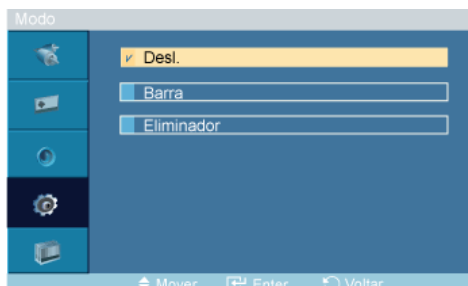 Modo
Desl.
Barra
Eliminador
Mover Enter Voltar